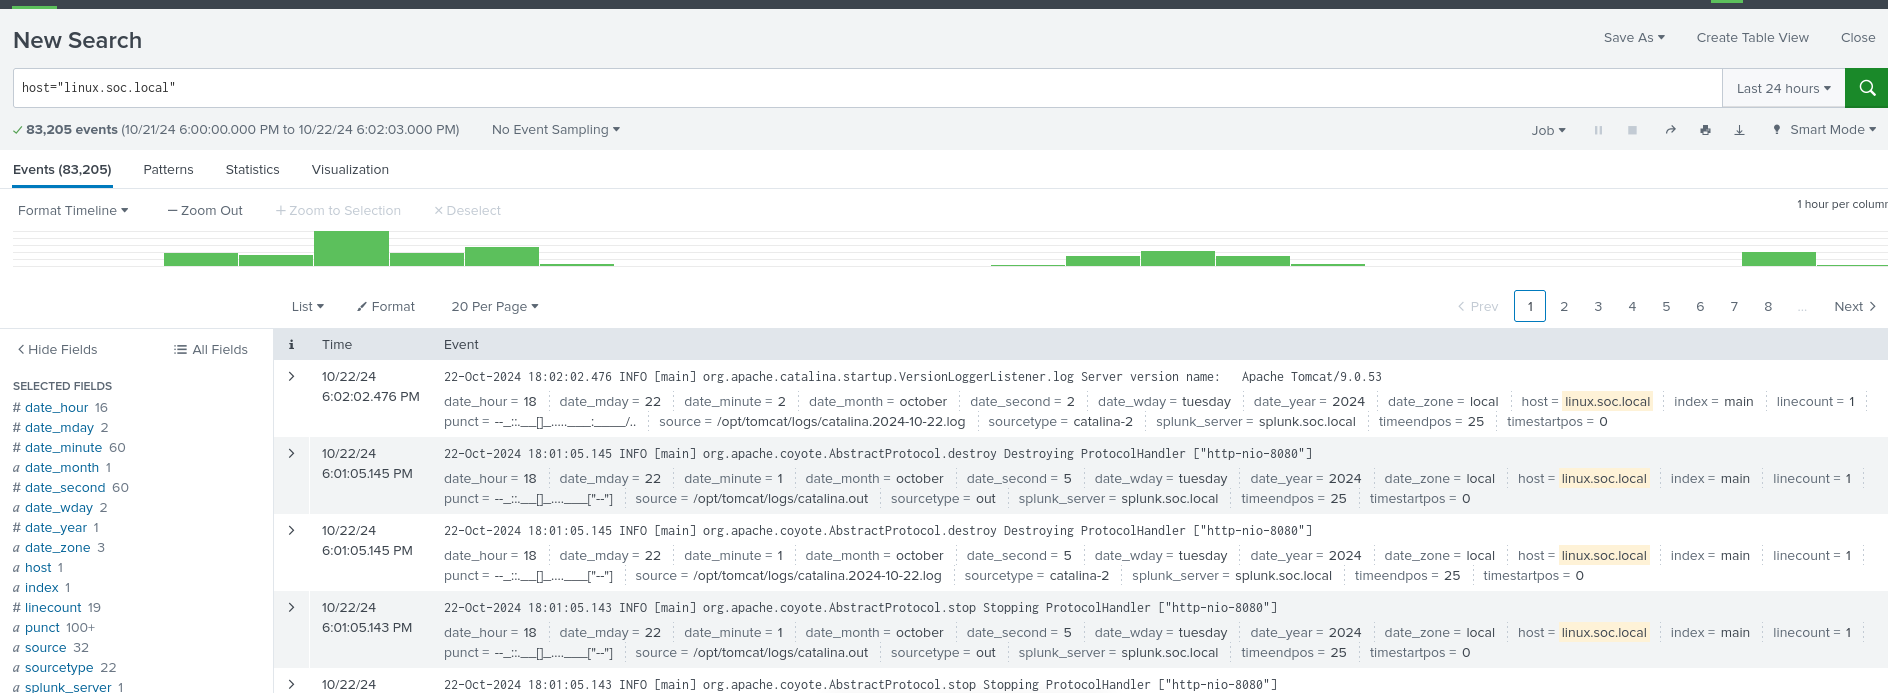 New Search
Save As Create Table View Close
host="linux.soc.local"
Last 24 hours
83,205 events (10/21/24 6:00:00.000 PM to 10/22/24 6:02:03.000 PM) No Event Sampling
Job Smart Mode
Events (83,205) Patterns Statistics Visualization
Format Timeline — Zoom Out + Zoom to Selection × Deselect
1 hour per colum
List Format 20 Per Page
< Prev 1 2 3 4 5 6 7 8 ... Next >
< Hide Fields All Fields
SELECTED FIELDS
# date_hour 16
# date_mday 2
# date_minute 60
a date_month 1
# date_second 60
a date_wday 2
# date_year 1
a date_zone 3
a host 1
a index 1
# linecount 19
a punct 100+
a source 32
a sourcetype 22
a splunk_server 1
i Time Event
10/22/24
6:02:02.476 PM
22-Oct-2024 18:02:02.476 INFO [main] org.apache.catalina.startup.VersionLoggerListener.log Server version name: Apache Tomcat/9.0.53
date_hour = 18 date_mday = 22 date_minute = 2 date_month = october date_second = 2 date_wday = tuesday date_year = 2024 date_zone = local host = linux.soc.local index = main linecount = 1
punct = source = /opt/tomcat/logs/catalina.2024-10-22.log sourcetype = catalina-2 splunk_server = splunk.soc.local timeendpos = 25 timestartpos = 0
10/22/24
6:01:05.145 PM
22-Oct-2024 18:01:05.145 INFO [main] org.apache.coyote.AbstractProtocol.destroy Destroying ProtocolHandler ["http-nio-8080"]
date_hour = 18 date_mday = 22 date_minute = 1 date_month = october date_second = 5 date_wday = tuesday date_year = 2024 date_zone = local host = linux.soc.local index = main linecount = 1
punct = source = /opt/tomcat/logs/catalina.out sourcetype = out splunk_server = splunk.soc.local timeendpos = 25 timestartpos = 0
10/22/24
6:01:05.145 PM
22-Oct-2024 18:01:05.145 INFO [main] org.apache.coyote.AbstractProtocol.destroy Destroying ProtocolHandler ["http-nio-8080"]
date_hour = 18 date_mday = 22 date_minute = 1 date_month = october date_second = 5 date_wday = tuesday date_year = 2024 date_zone = local host = linux.soc.local index = main linecount = 1
punct = source = /opt/tomcat/logs/catalina.2024-10-22.log sourcetype = catalina-2 splunk_server = splunk.soc.local timeendpos = 25 timestartpos = 0
10/22/24
6:01:05.143 PM
22-Oct-2024 18:01:05.143 INFO [main] org.apache.coyote.AbstractProtocol.stop Stopping ProtocolHandler ["http-nio-8080"]
date_hour = 18 date_mday = 22 date_minute = 1 date_month = october date_second = 5 date_wday = tuesday date_year = 2024 date_zone = local host = linux.soc.local index = main linecount = 1
punct = source = /opt/tomcat/logs/catalina.out sourcetype = out splunk_server = splunk.soc.local timeendpos = 25 timestartpos = 0
10/22/24
22-Oct-2024 18:01:05.143 INFO [main] org.apache.coyote.AbstractProtocol.stop Stopping ProtocolHandler ["http-nio-8080"]